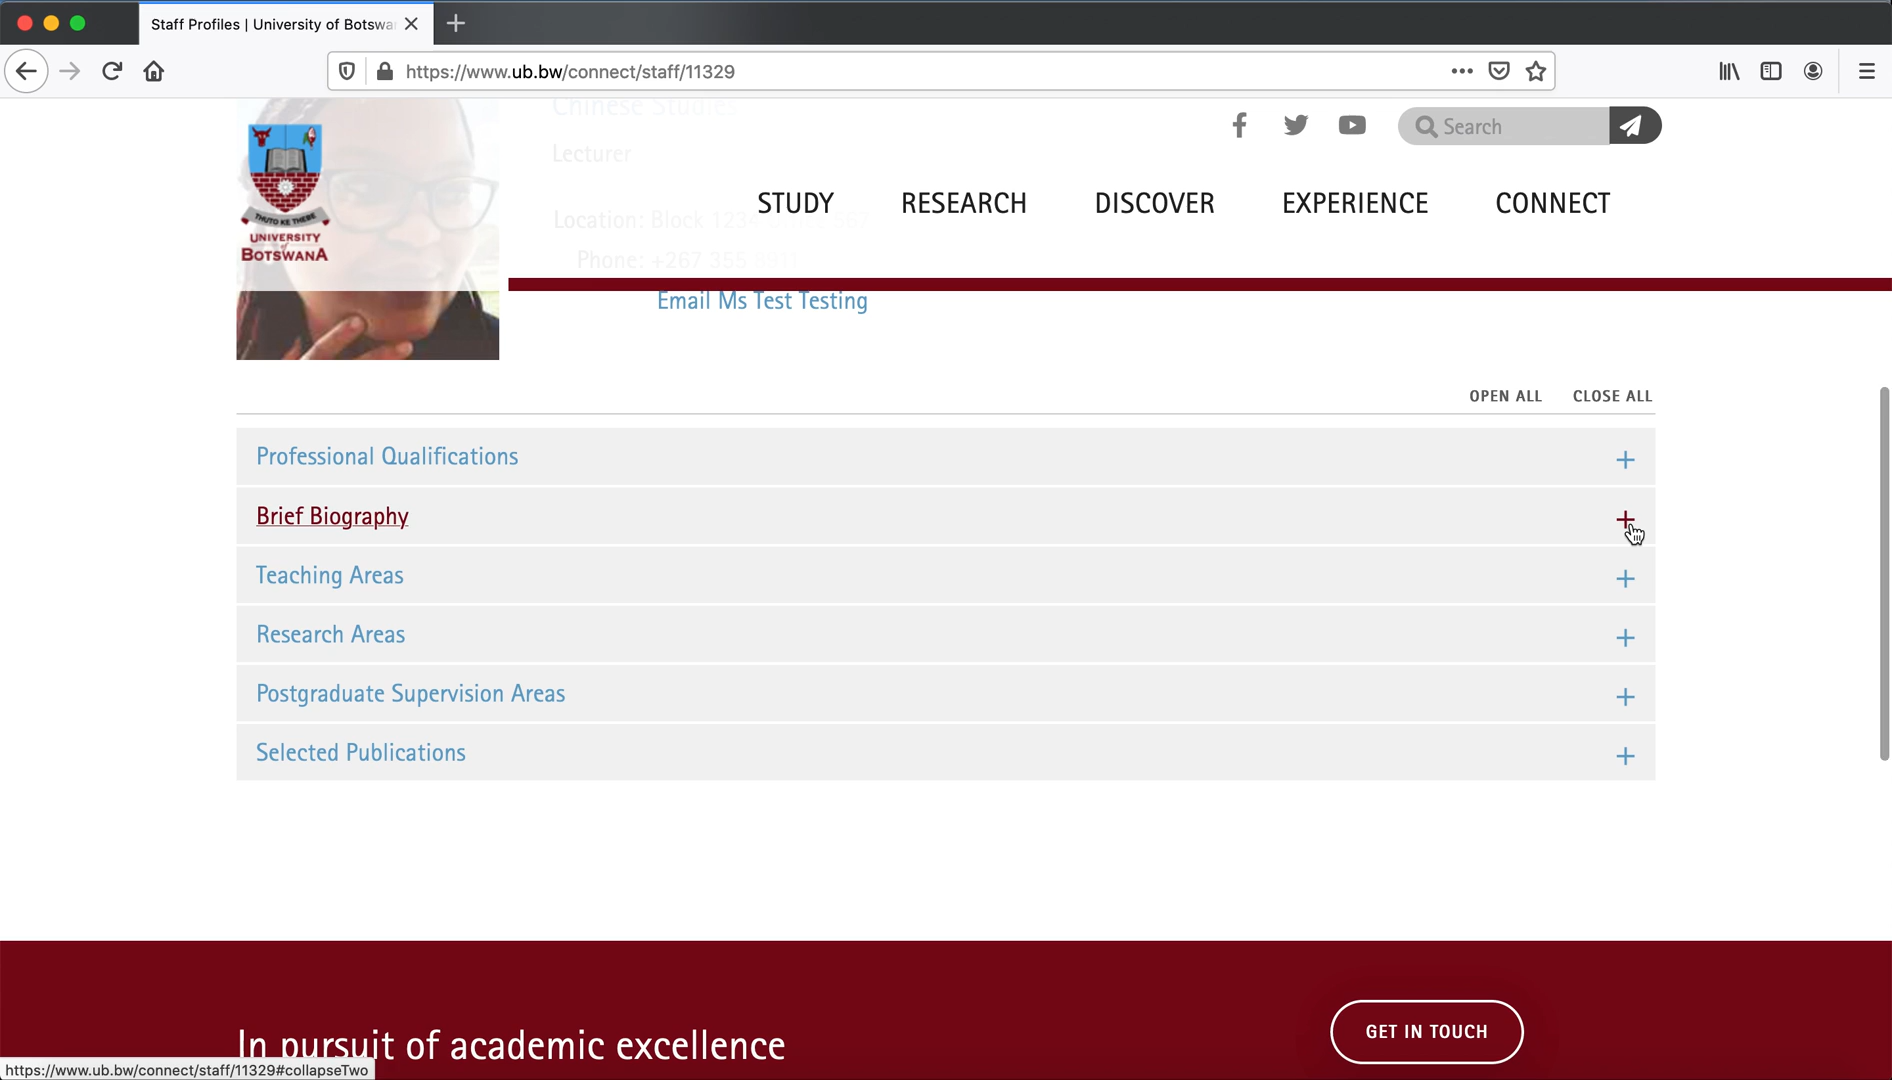 Staff Profiles | University of Botswa
https://www.ub.bw/connect/staff/11329
Chinese Studies
Search
Lecturer
THUTO KE THEBE
UNIVERSITY
of
BOTSWANA
STUDY RESEARCH DISCOVER EXPERIENCE CONNECT
Location: Block
Phone: +267 355
Email Ms Test Testing
OPEN ALL CLOSE ALL
Professional Qualifications
Brief Biography
Teaching Areas
Research Areas
Postgraduate Supervision Areas
Selected Publications
In pursuit of academic excellence
GET IN TOUCH
https://www.ub.bw/connect/staff/11329#collapseTwo